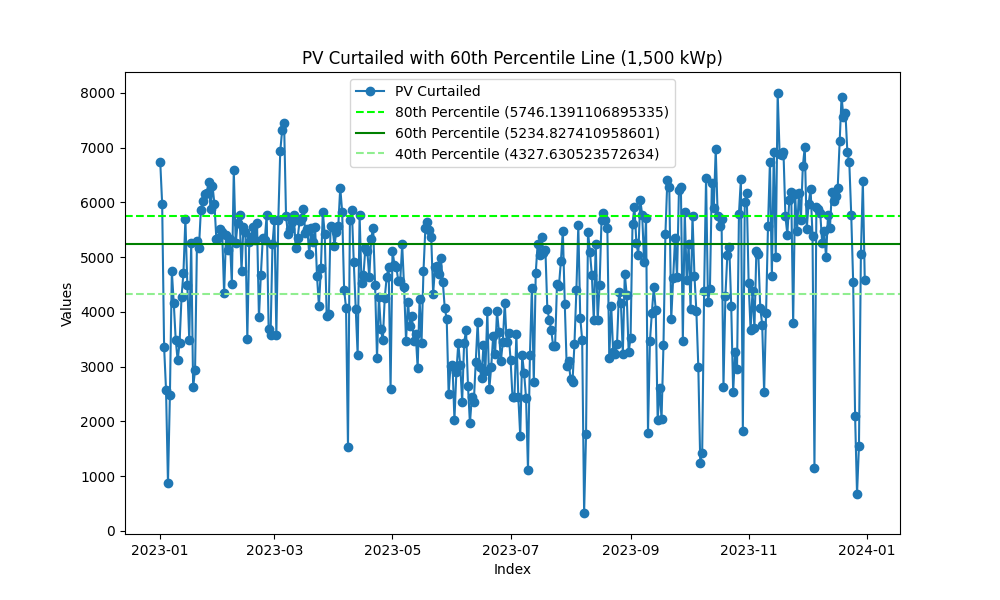 PV Curtailed with 60th Percentile Line (1,500 kWp)
PV Curtailed
80th Percentile (5746.1391106895335)
60th Percentile (5234.827410958601)
40th Percentile (4327.630523572634)
Values
8000
7000
6000
5000
4000
3000
2000
1000
0
2023-01 2023-03 2023-05 2023-07 2023-09 2023-11 2024-01
Index